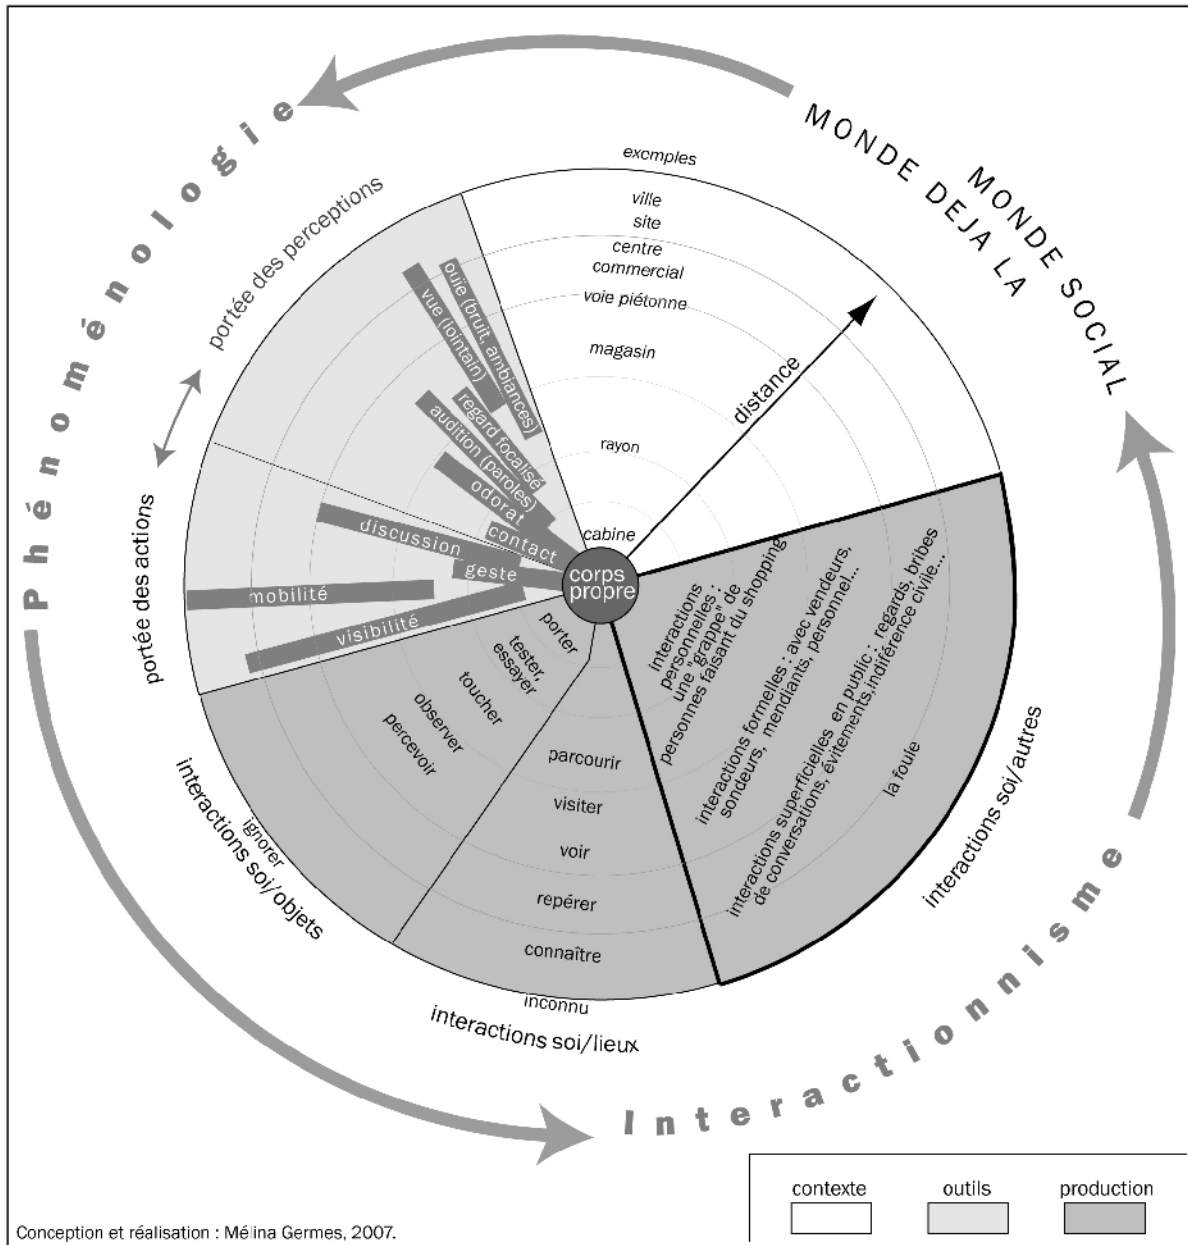 Phénoménologie
MONDE DEJA LA
MONDE SOCIAL
Interactionnisme
portée des perceptions
portée des actions
exemples
ville
site
centre
commercial
voie piétonne
magasin
rayon
cabine
distance
corps
propre
ouïe (bruit, ambiances)
vue (lointain)
regard focalisé
audition (paroles)
odorat
contact
discussion
geste
mobilité
visibilité
porter
tester,
essayer
toucher
observer
percevoir
ignorer
interactions soi/objets
parcourir
visiter
voir
repérer
connaître
inconnu
interactions soi/lieux
interactions
personnelles :
une "grappe" de
personnes faisant du shopping
interactions formelles : avec vendeurs,
sondeurs, mendiants, personnel...
interactions superficielles en public : regards, bribes
de conversations, évitements,indiférence civile...
la foule
interactions soi/autres
contexte
outils
production
Conception et réalisation : Mélina Germes, 2007.